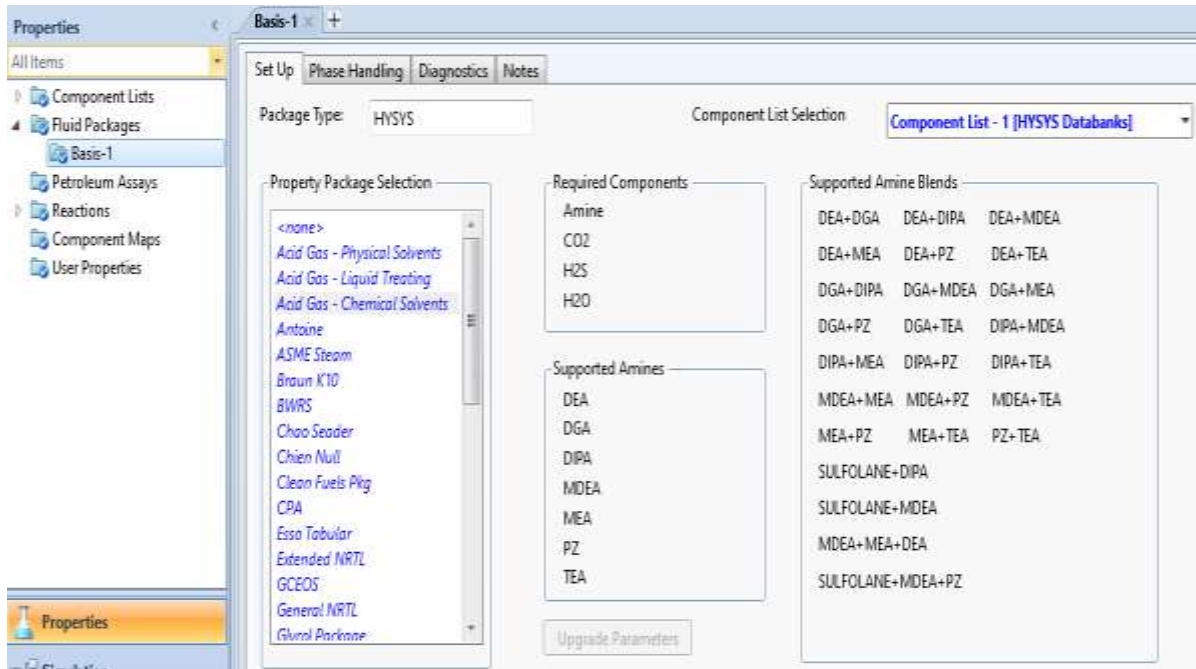 Properties
All Items
Component Lists
Fluid Packages
Basis-1
Petroleum Assays
Reactions
Component Maps
User Properties
Properties
Basis-1
Set Up Phase Handling Diagnostics Notes
Package Type: HYSYS Component List Selection Component List - 1 [HYSYS Databanks]
Property Package Selection
<none>
Acid Gas - Physical Solvents
Acid Gas - Liquid Treating
Acid Gas - Chemical Solvents
Antoine
ASME Steam
Braun K10
BWRS
Chao Seader
Chien Null
Clean Fuels Pkg
CPA
Esso Tabular
Extended NRTL
GCEOS
General NRTL
Glycol Package
Required Components
Amine
CO2
H2S
H2O
Supported Amines
DEA
DGA
DIPA
MDEA
MEA
PZ
TEA
Upgrade Parameters
Supported Amine Blends
DEA+DGA DEA+DIPA DEA+MDEA
DEA+MEA DEA+PZ DEA+TEA
DGA+DIPA DGA+MDEA DGA+MEA
DGA+PZ DGA+TEA DIPA+MDEA
DIPA+MEA DIPA+PZ DIPA+TEA
MDEA+MEA MDEA+PZ MDEA+TEA
MEA+PZ MEA+TEA PZ+TEA
SULFOLANE+DIPA
SULFOLANE+MDEA
MDEA+MEA+DEA
SULFOLANE+MDEA+PZ